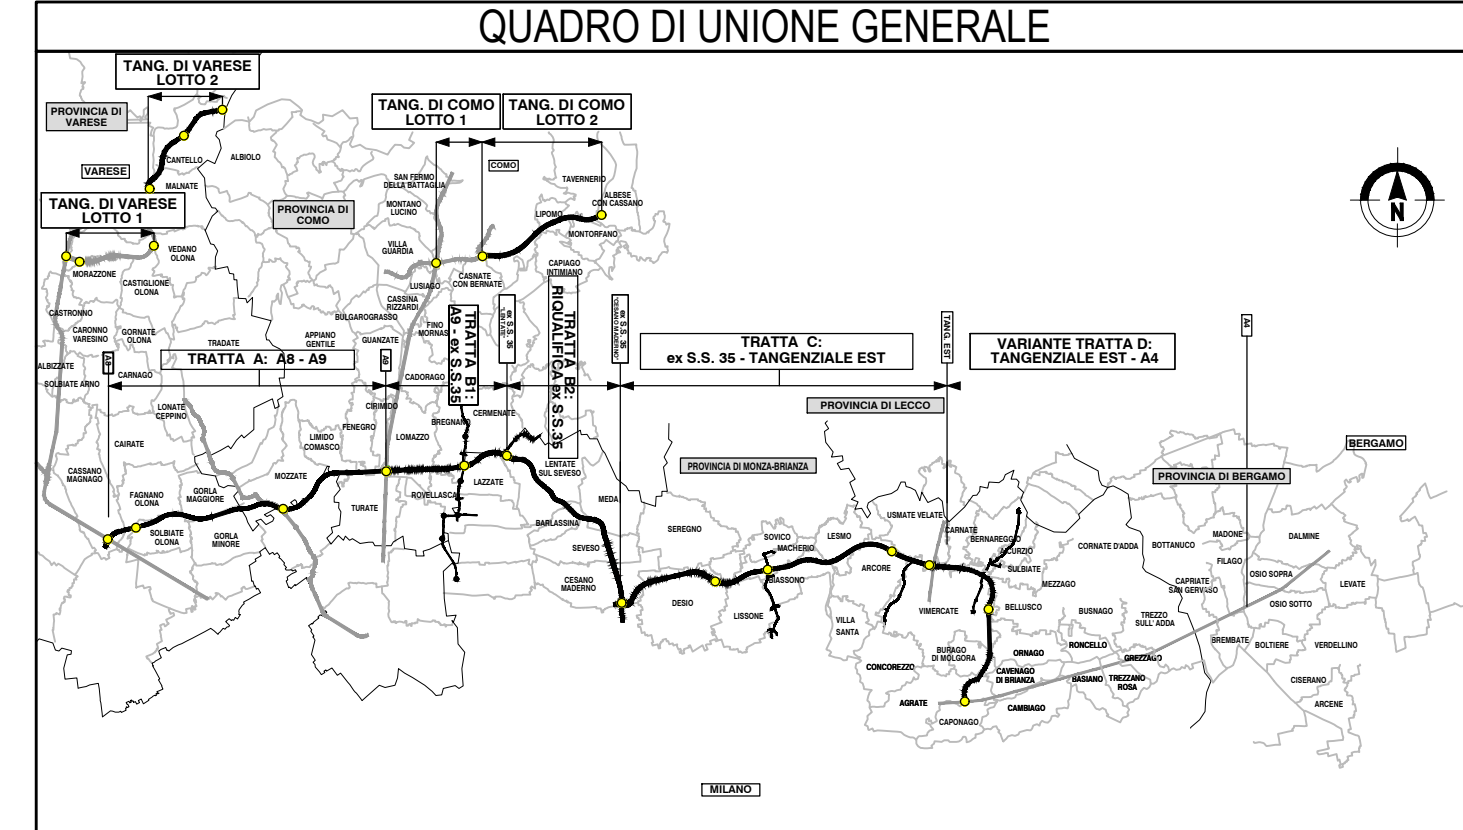 QUADRO DI UNIONE GENERALE
TANG. DI VARESE
LOTTO 2
PROVINCIA DI
VARESE
TANG. DI COMO
LOTTO 1
TANG. DI COMO
LOTTO 2
CANTELLO
ALBIOLO
VARESE
MALNATE
COMO
SAN FERMO
DELLA BATTAGLIA
TAVERNERIO
ALBESE
CON CASSANO
TANG. DI VARESE
LOTTO 1
PROVINCIA DI
COMO
MONTANO
LUCINO
LIPOMO
MONTORFANO
N
VILLA
GUARDIA
VEDANO
OLONA
MORAZZONE
CASTIGLIONE
OLONA
LUSIAGO
CASNATE
CON BERNATE
CAPIAGO
INTIMIANO
CASSINA
RIZZARDI
CASTRONNO
BULGAROGRASSO
FINO
MORNAS
CARONNO
VARESINO
GORNATE
OLONA
TRADATE
APPIANO
GENTILE
GUANZATE
TRATTA B1:
A9 - ex S.S.35
ex S.S. 35
"LENTATE"
TRATTA B2:
RIQUALIFICA ex S.S.35
ex S.S. 35
"CESANO MADERNO"
TRATTA C:
ex S.S. 35 - TANGENZIALE EST
TANG. EST
VARIANTE TRATTA D:
TANGENZIALE EST - A4
A4
A8
TRATTA A: A8 - A9
A9
ALBIZZATE
SOLBIATE ARNO
CARNAGO
CADORAGO
LONATE
CEPPINO
CIRIMIDO
FENEGRO
BREGNANO
CERMENATE
PROVINCIA DI LECCO
CAIRATE
LIMIDO
COMASCO
LOMAZZO
BERGAMO
CASSANO
MAGNAGO
MOZZATE
LENTATE
SUL SEVESO
PROVINCIA DI MONZA-BRIANZA
PROVINCIA DI BERGAMO
FAGNANO
OLONA
GORLA
MAGGIORE
ROVELLASCA
LAZZATE
MEDA
TURATE
SOLBIATE
OLONA
GORLA
MINORE
BARLASSINA
SEREGNO
USMATE VELATE
CARNATE
SEVESO
SOVICO
MACHERIO
LESMO
BERNAREGGIO
CORNATE D'ADDA
BOTTANUCO
MADONE
DALMINE
CESANO
MADERNO
BIASSONO
ARCORE
SULBIATE
MEZZAGO
CAPRIATE
SAN GERVASO
FILAGO
OSIO SOPRA
LEVATE
DESIO
LISSONE
VIMERCATE
BELLUSCO
BUSNAGO
TREZZO
SULL' ADDA
OSIO SOTTO
VILLA
SANTA
BURAGO
DI MOLGORA
ORNAGO
RONCELLO
GREZZAGO
BREMBATE
BOLTIERE
VERDELLINO
CONCOREZZO
CAVENAGO
DI BRIANZA
BASIANO
TREZZANO
ROSA
CISERANO
AGRATE
CAPONAGO
CAMBIAGO
ARCENE
MILANO